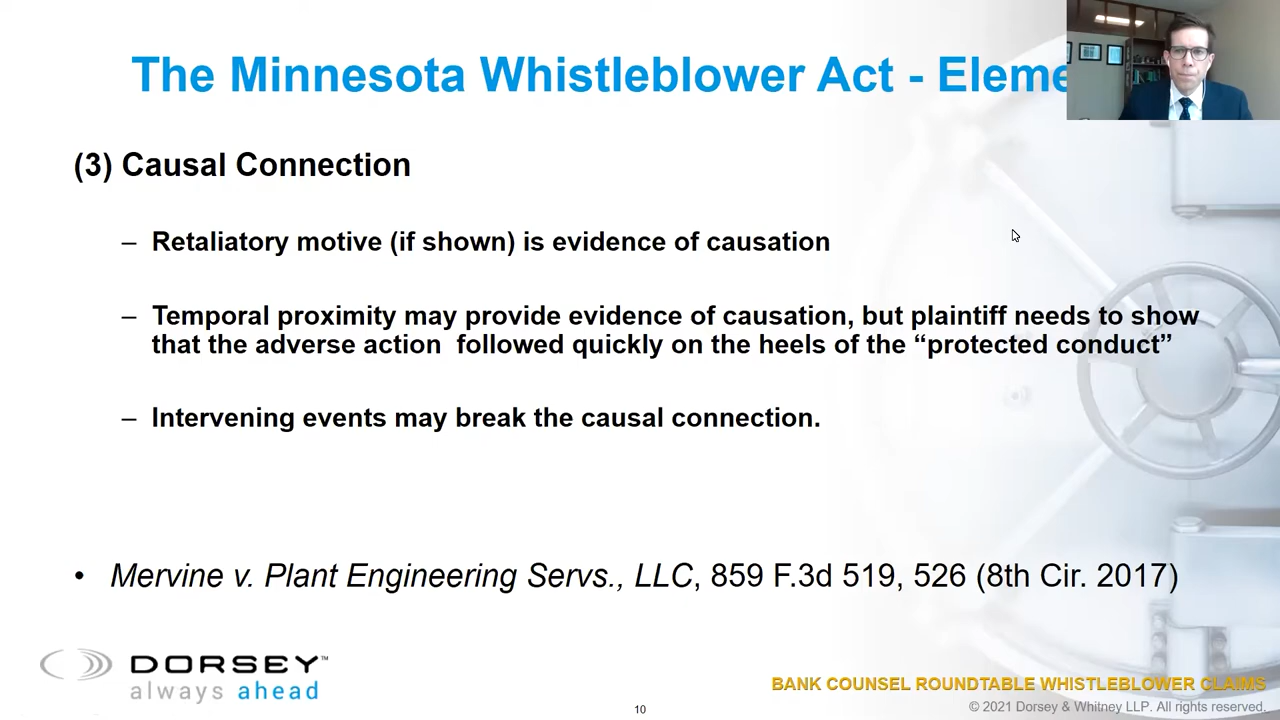 The Minnesota Whistleblower Act - Eleme
(3) Causal Connection
– Retaliatory motive (if shown) is evidence of causation
– Temporal proximity may provide evidence of causation, but plaintiff needs to show
that the adverse action  followed quickly on the heels of the “protected conduct”
– Intervening events may break the causal connection.
• Mervine v. Plant Engineering Servs., LLC, 859 F.3d 519, 526 (8th Cir. 2017)
DORSEY™
always ahead
BANK COUNSEL ROUNDTABLE WHISTLEBLOWER CLAIMS
© 2021 Dorsey & Whitney LLP. All rights reserved.
10